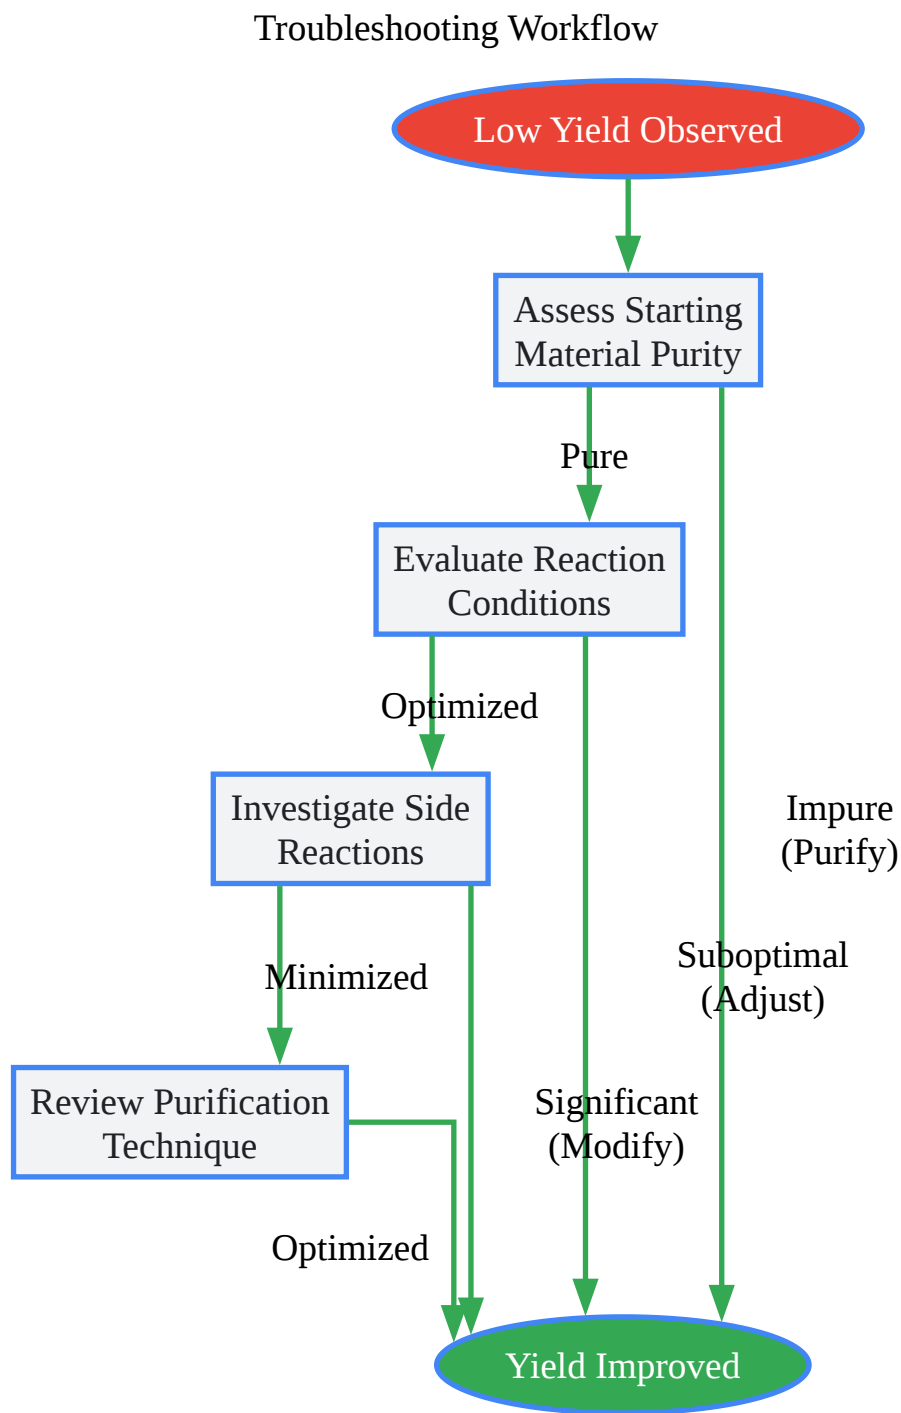 Troubleshooting Workflow
Low Yield Observed
Assess Starting
Material Purity
Pure
Evaluate Reaction
Conditions
Optimized
Investigate Side
Reactions
Impure
(Purify)
Suboptimal
(Adjust)
Minimized
Review Purification
Technique
Significant
(Modify)
Optimized
Yield Improved